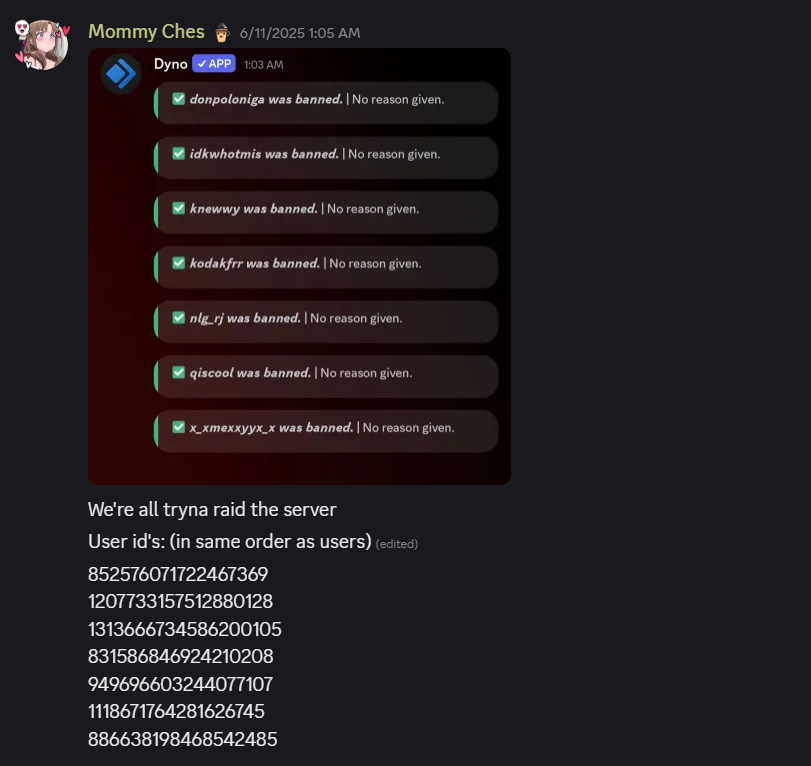 Mommy Ches 6/11/2025 1:05 AM
Dyno ✓ APP 1:03 AM
donpoloniga was banned. | No reason given.
idkwhotmis was banned. | No reason given.
knewwy was banned. | No reason given.
kodakfrr was banned. | No reason given.
nlg_rj was banned. | No reason given.
qiscool was banned. | No reason given.
x_xmexxyyx_x was banned. | No reason given.
We're all tryna raid the server
User id's: (in same order as users) (edited)
852576071722467369
1207733157512880128
1313666734586200105
831586846924210208
949696603244077107
1118671764281626745
886638198468542485